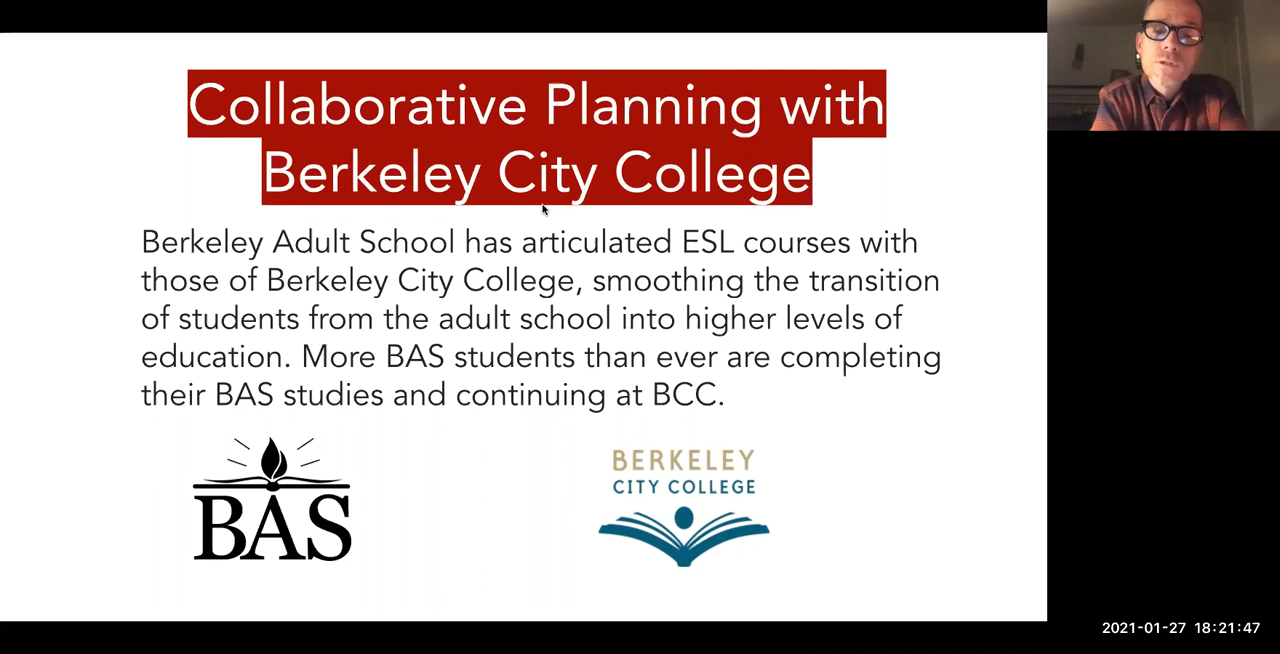 Collaborative Planning with
Berkeley City College
Berkeley Adult School has articulated ESL courses with
those of Berkeley City College, smoothing the transition
of students from the adult school into higher levels of
education. More BAS students than ever are completing
their BAS studies and continuing at BCC.
BAS
BERKELEY
CITY COLLEGE
2021-01-27 18:21:47